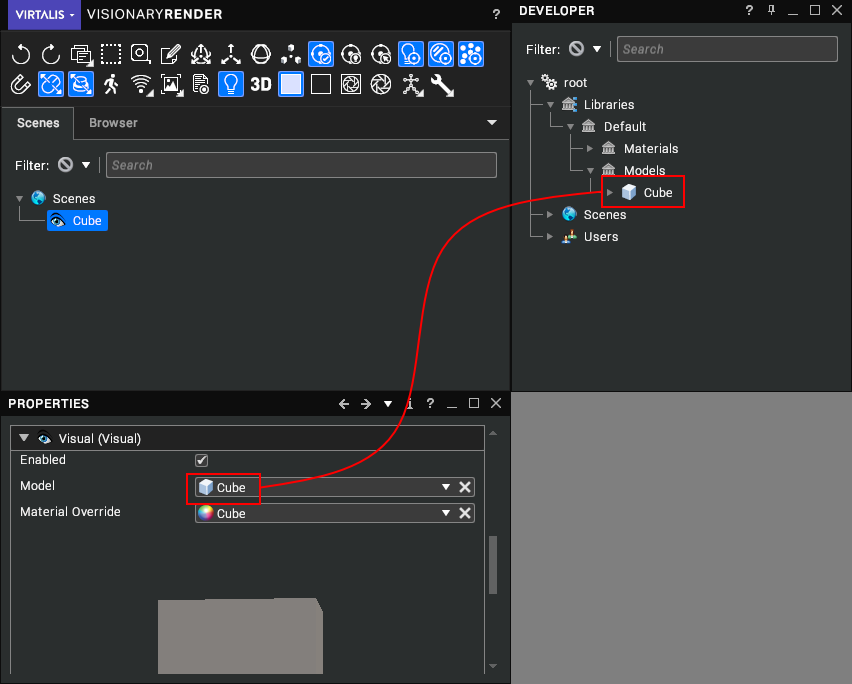 VIRTALIS
VISIONARYRENDER
?
3D
Scenes
Browser
Filter:
Search
Scenes
Cube
DEVELOPER
?
Filter:
Search
root
Libraries
Default
Materials
Models
Cube
Scenes
Users
PROPERTIES
i
?
Visual (Visual)
Enabled
Model
Cube
Material Override
Cube